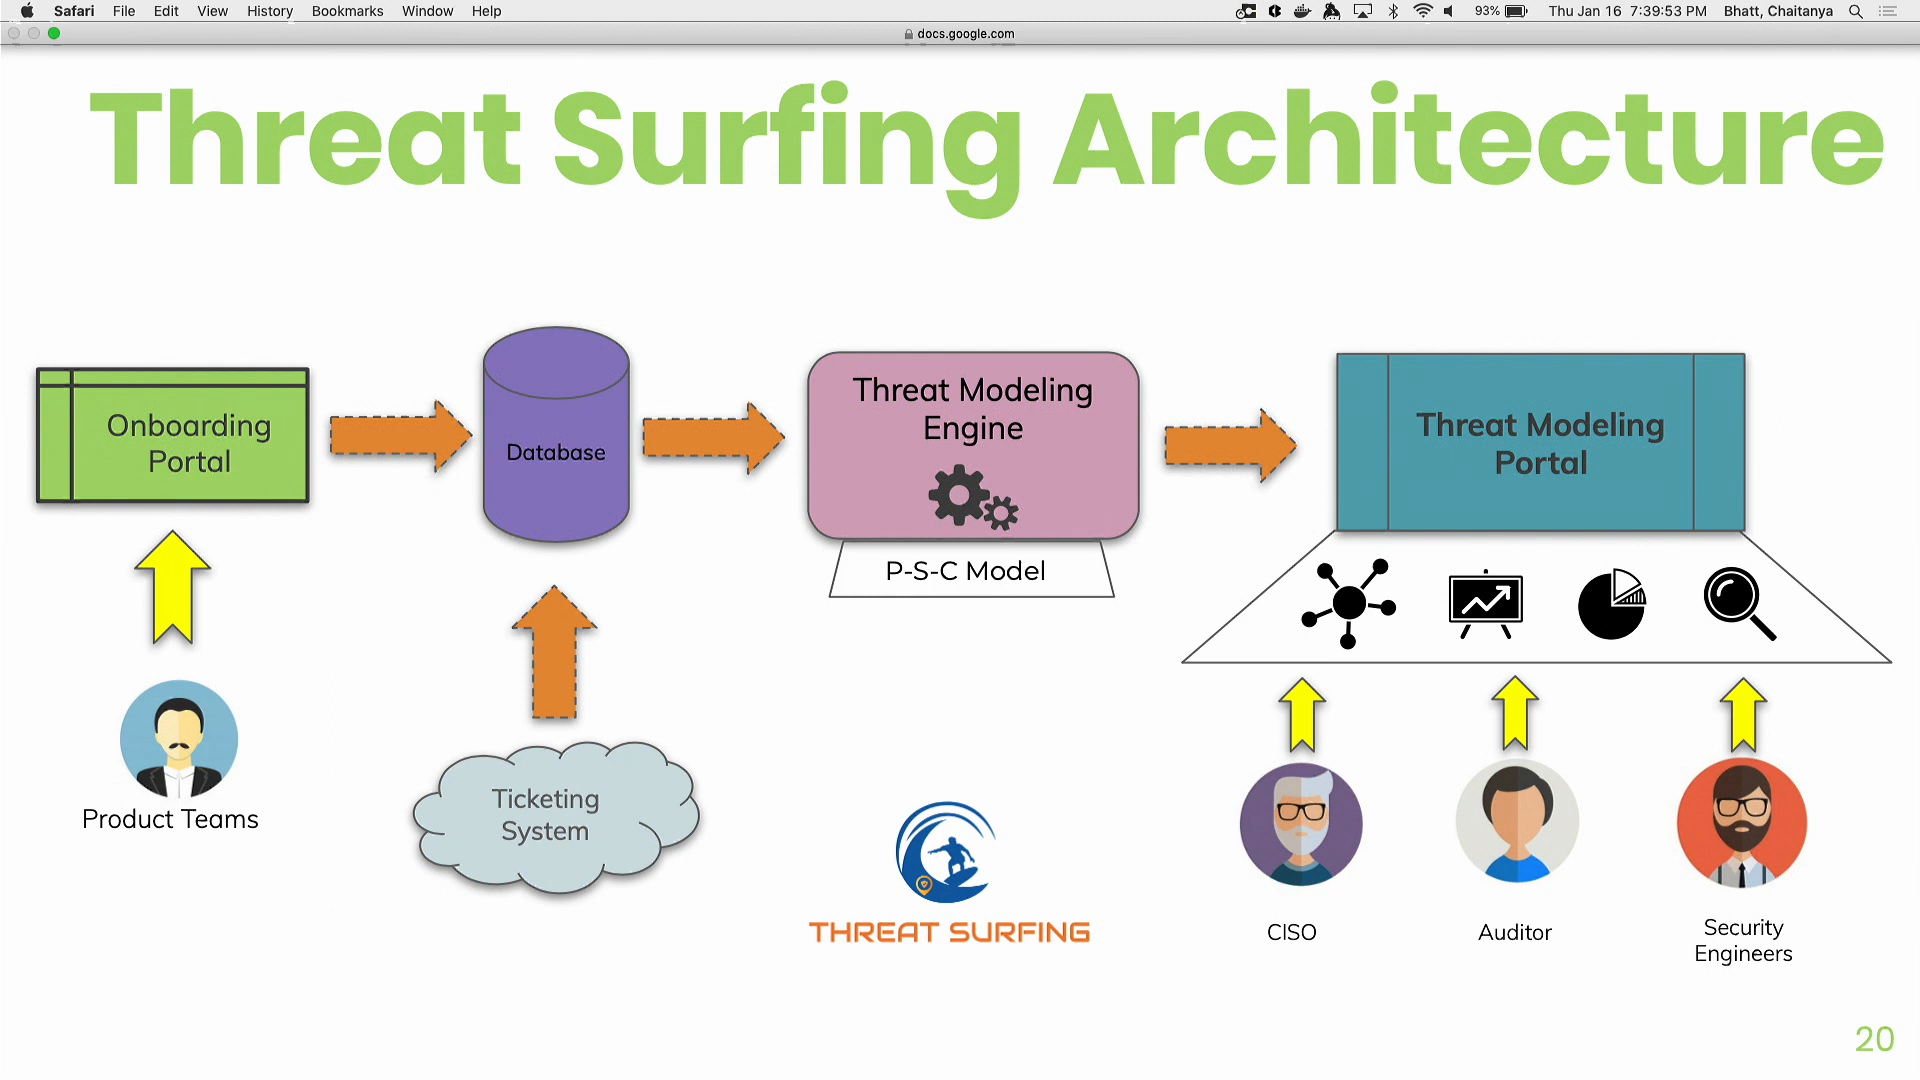 Safari File Edit View History Bookmarks Window Help 93% Thu Jan 16 7:39:53 PM Bhatt, Chaitanya
docs.google.com
Threat Surfing Architecture
Onboarding
Portal
Database
Threat Modeling
Engine
P-S-C Model
Threat Modeling
Portal
Product Teams
Ticketing
System
THREAT SURFING
CISO
Auditor
Security
Engineers
20